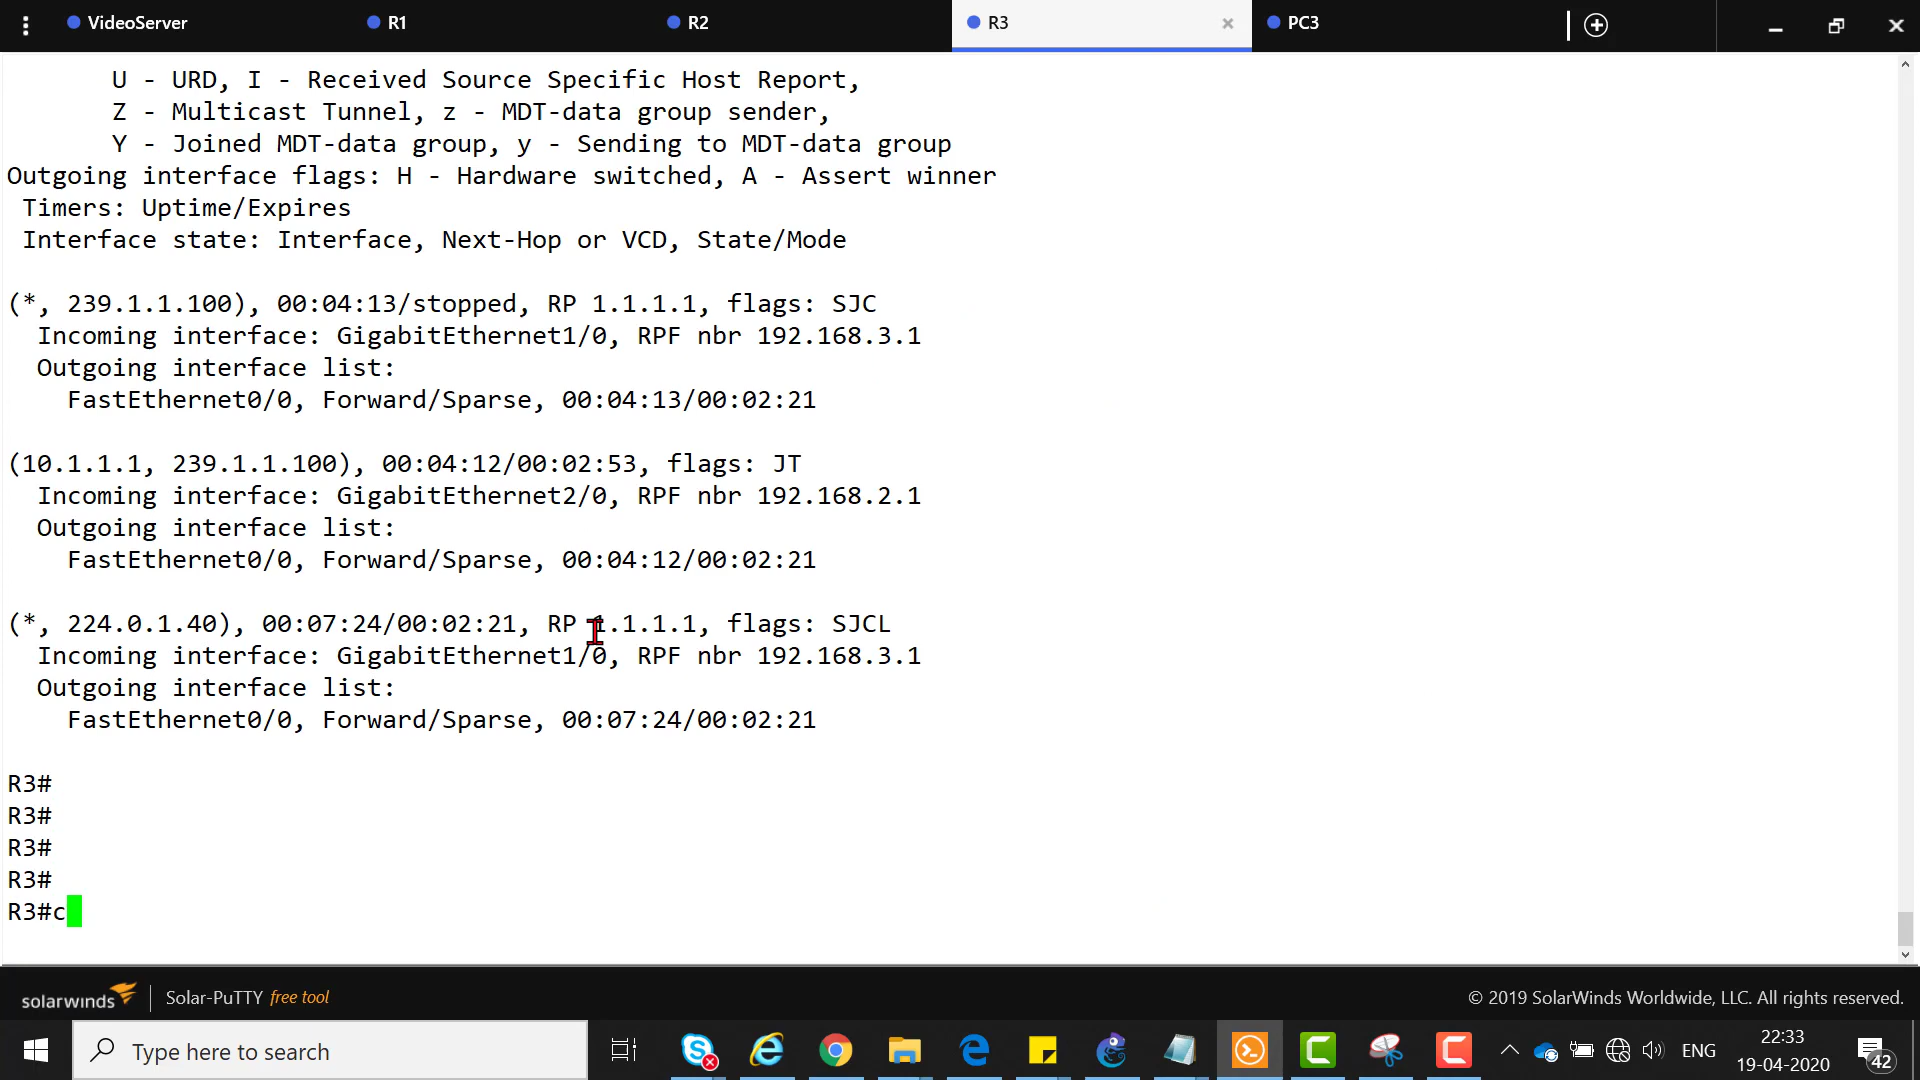 VideoServer
R1
R2
R3
PC3
U - URD, I - Received Source Specific Host Report,
Z - Multicast Tunnel, z - MDT-data group sender,
Y - Joined MDT-data group, y - Sending to MDT-data group
Outgoing interface flags: H - Hardware switched, A - Assert winner
Timers: Uptime/Expires
Interface state: Interface, Next-Hop or VCD, State/Mode
(*, 239.1.1.100), 00:04:13/stopped, RP 1.1.1.1, flags: SJC
Incoming interface: GigabitEthernet1/0, RPF nbr 192.168.3.1
Outgoing interface list:
FastEthernet0/0, Forward/Sparse, 00:04:13/00:02:21
(10.1.1.1, 239.1.1.100), 00:04:12/00:02:53, flags: JT
Incoming interface: GigabitEthernet2/0, RPF nbr 192.168.2.1
Outgoing interface list:
FastEthernet0/0, Forward/Sparse, 00:04:12/00:02:21
(*, 224.0.1.40), 00:07:24/00:02:21, RP 1.1.1.1, flags: SJCL
Incoming interface: GigabitEthernet1/0, RPF nbr 192.168.3.1
Outgoing interface list:
FastEthernet0/0, Forward/Sparse, 00:07:24/00:02:21
R3#
R3#
R3#
R3#
R3#c
solarwinds
Solar-PuTTY free tool
© 2019 SolarWinds Worldwide, LLC. All rights reserved.
Type here to search
ENG
22:33
19-04-2020
42